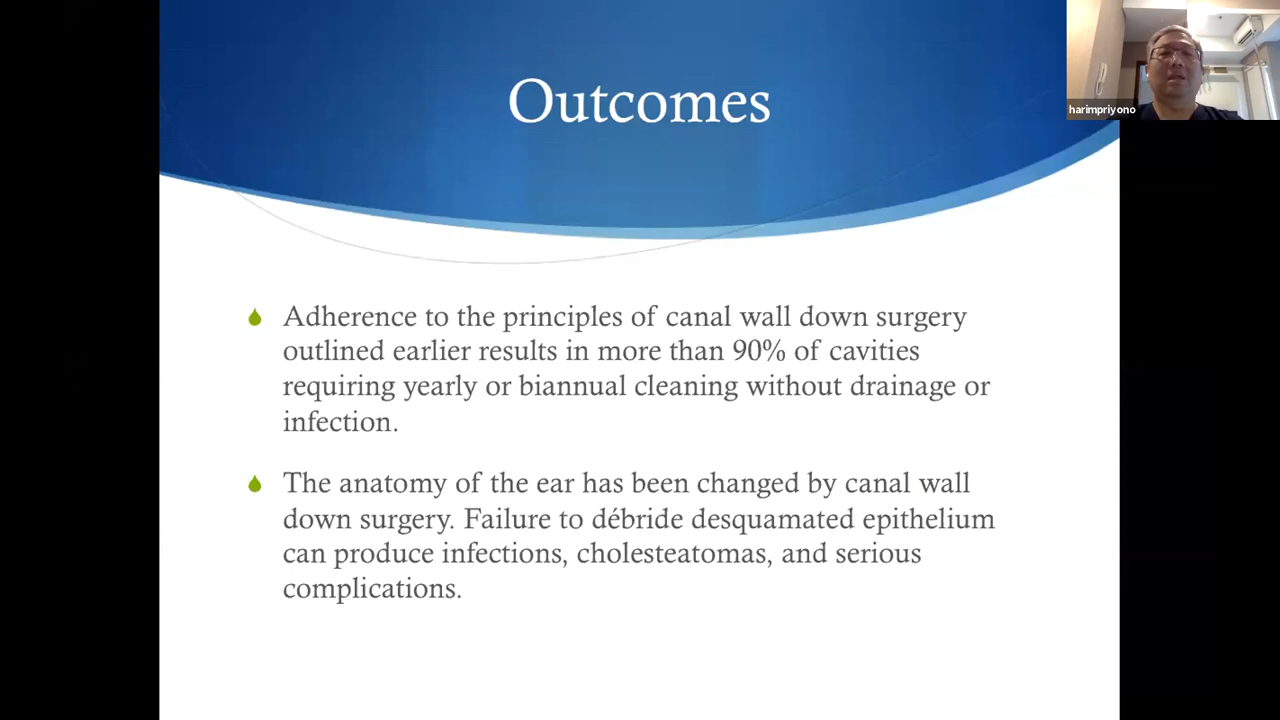 Outcomes
harimpriyono
Adherence to the principles of canal wall down surgery
outlined earlier results in more than 90% of cavities
requiring yearly or biannual cleaning without drainage or
infection.
The anatomy of the ear has been changed by canal wall
down surgery. Failure to débride desquamated epithelium
can produce infections, cholesteatomas, and serious
complications.